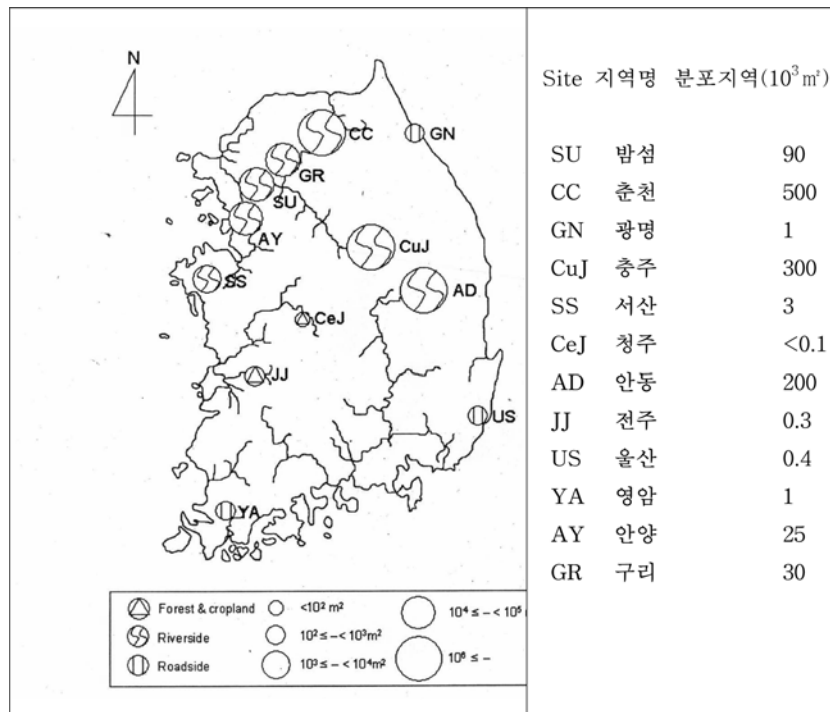 N
CC
GN
GR
SU
AY
CuJ
SS
AD
CeJ
JJ
US
YA
Forest & cropland
Riverside
Roadside
<10² m²
10² ≤ – <10³m²
10³ ≤ – <10⁴m²
10⁴ ≤ – < 10⁵
10⁶ ≤ –
Site 지역명 분포지역(10³㎡)
SU 밤섬 90
CC 춘천 500
GN 광명 1
CuJ 충주 300
SS 서산 3
CeJ 청주 <0.1
AD 안동 200
JJ 전주 0.3
US 울산 0.4
YA 영암 1
AY 안양 25
GR 구리 30